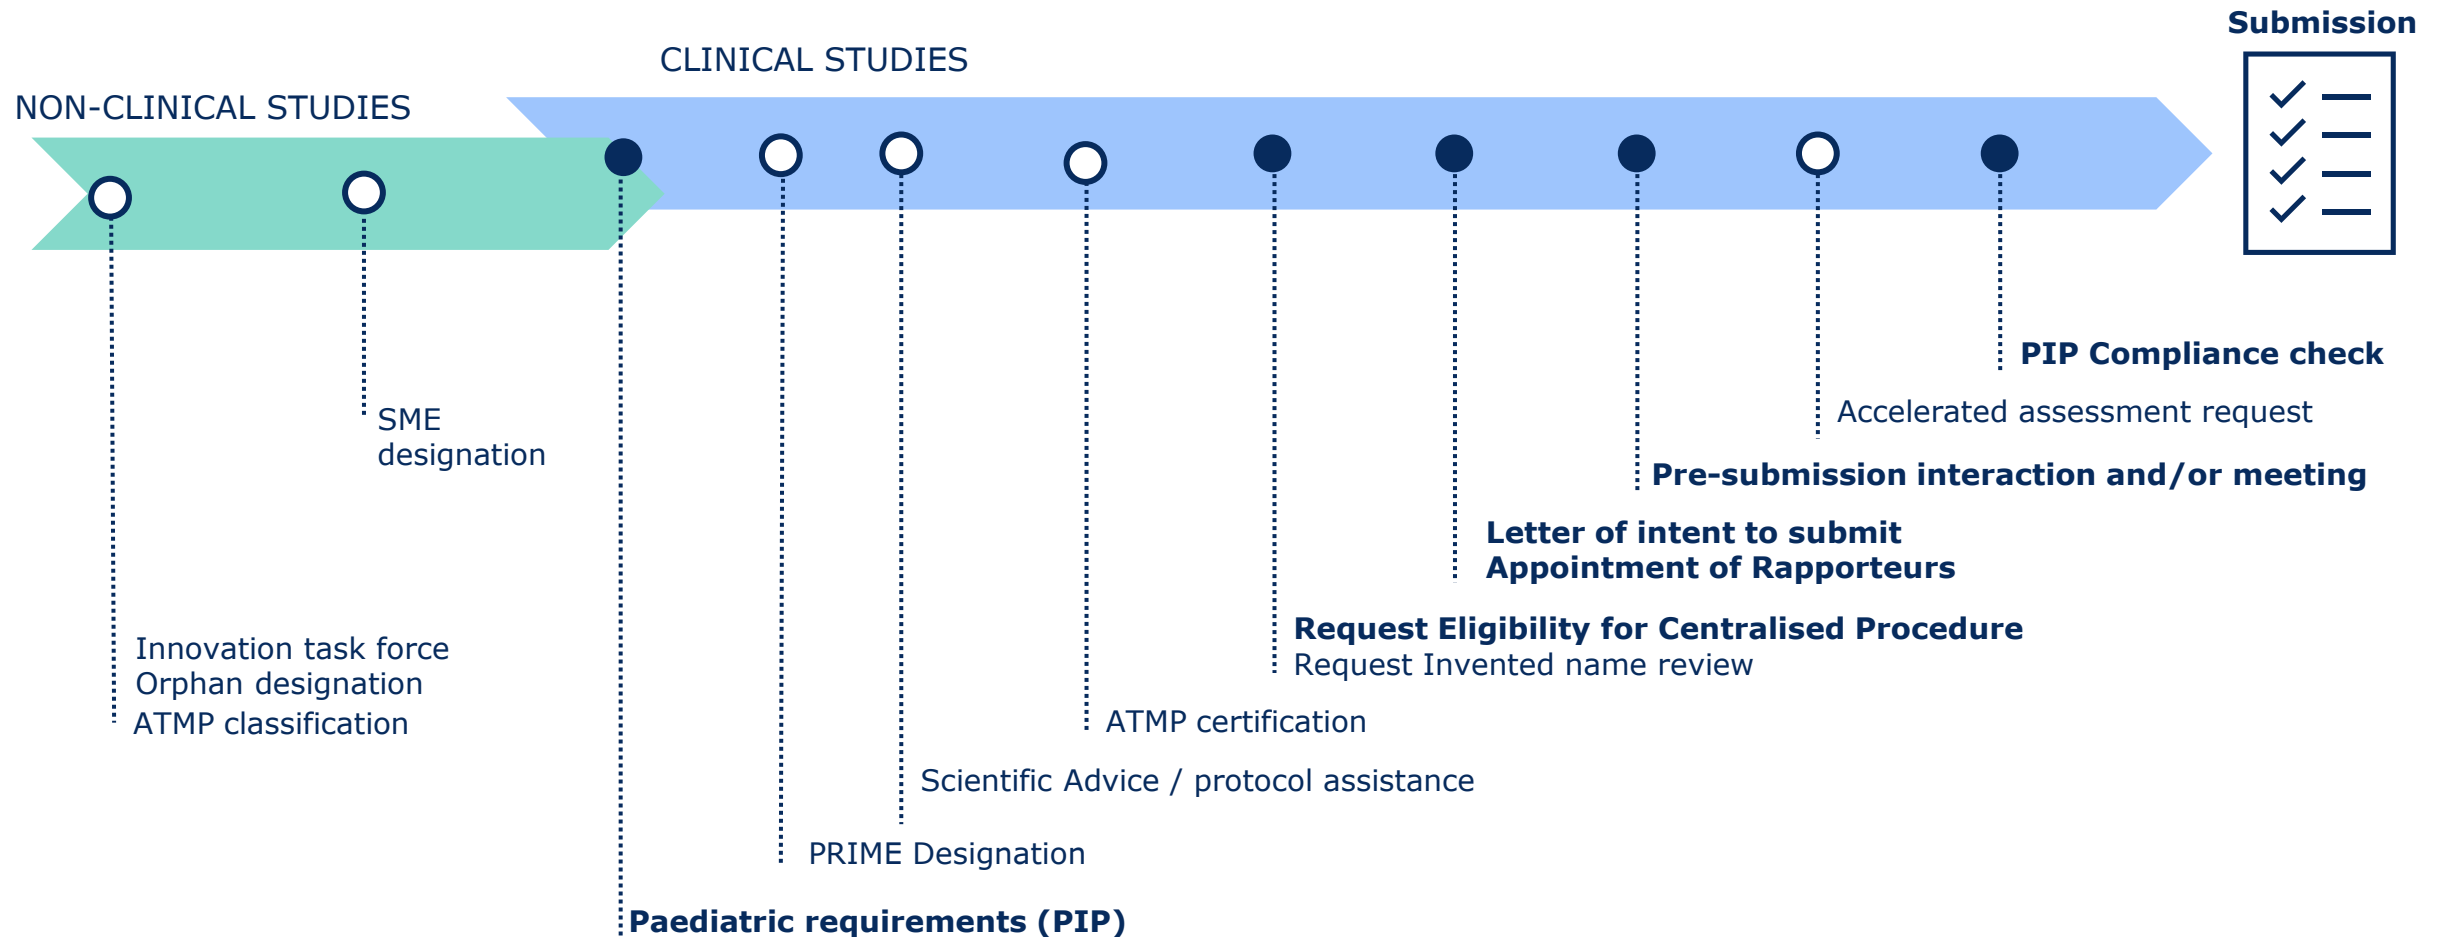 Submission
CLINICAL STUDIES
NON-CLINICAL STUDIES
PIP Compliance check
Accelerated assessment request
SME
designation
Pre-submission interaction and/or meeting
Letter of intent to submit
Appointment of Rapporteurs
Request Eligibility for Centralised Procedure
Request Invented name review
Innovation task force
Orphan designation
ATMP classification
ATMP certification
Scientific Advice / protocol assistance
PRIME Designation
Paediatric requirements (PIP)